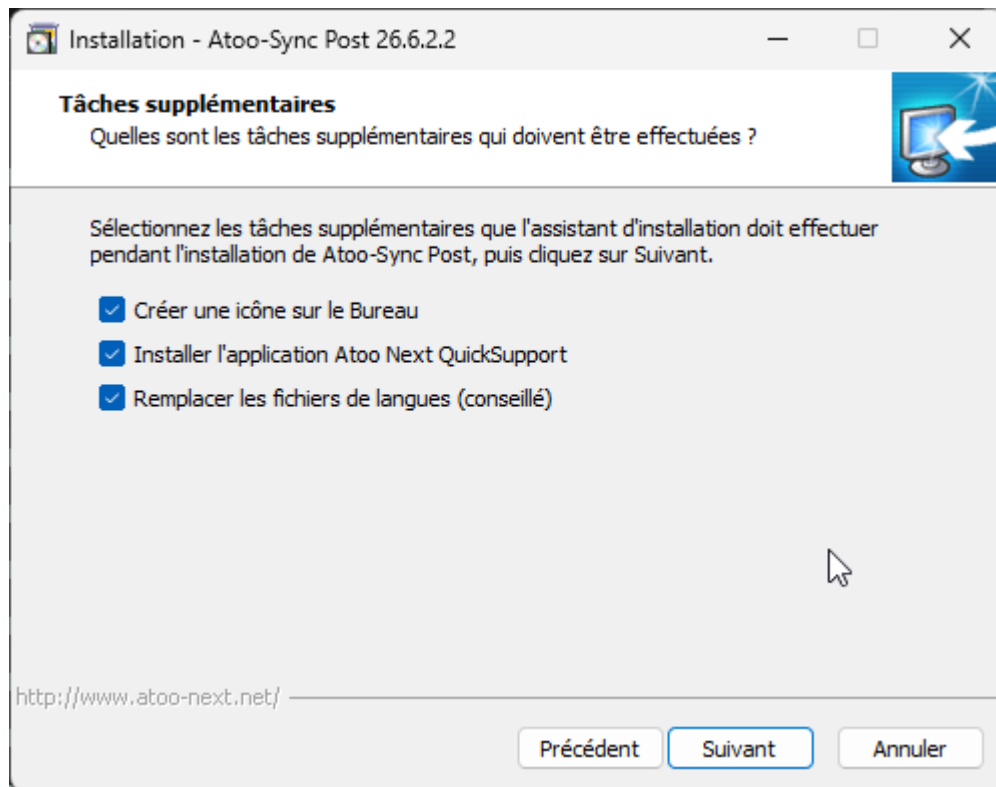 Installation - Atoo-Sync Post 26.6.2.2
Tâches supplémentaires
Quelles sont les tâches supplémentaires qui doivent être effectuées ?
Sélectionnez les tâches supplémentaires que l'assistant d'installation doit effectuer
pendant l'installation de Atoo-Sync Post, puis cliquez sur Suivant.
Créer une icône sur le Bureau
Installer l'application Atoo Next QuickSupport
Remplacer les fichiers de langues (conseillé)
http://www.atoo-next.net/
Précédent Suivant Annuler